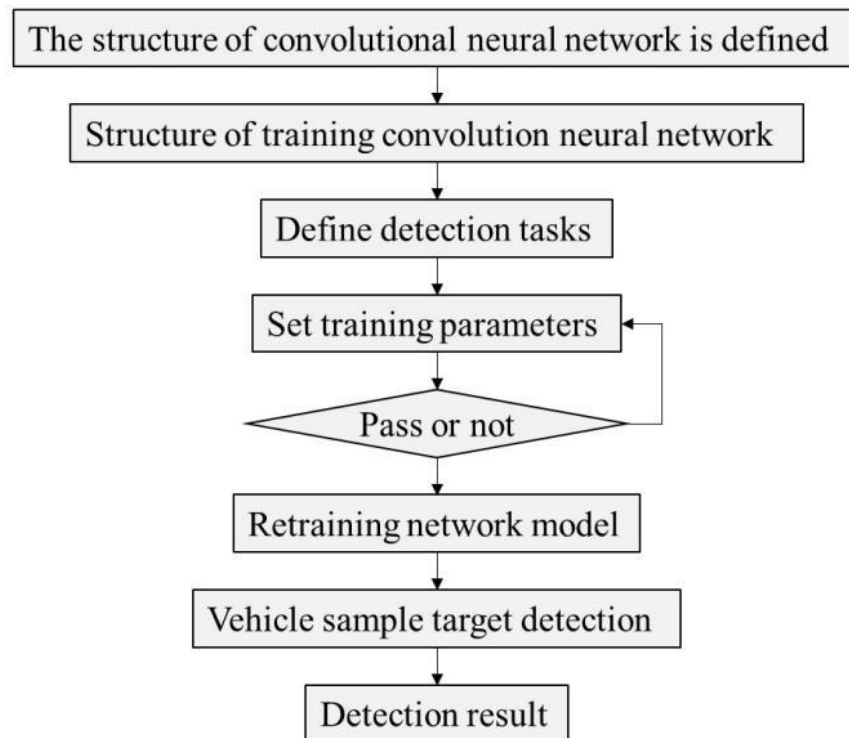 The structure of convolutional neural network is defined
Structure of training convolution neural network
Define detection tasks
Set training parameters
Pass or not
Retraining network model
Vehicle sample target detection
Detection result